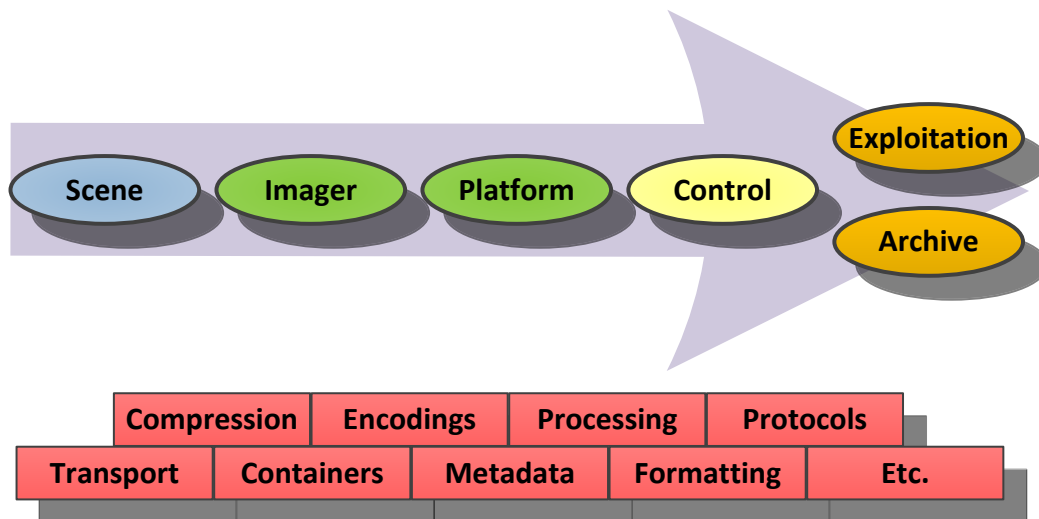 Exploitation
Scene Imager Platform Control
Archive
Compression Encodings Processing Protocols
Transport Containers Metadata Formatting Etc.